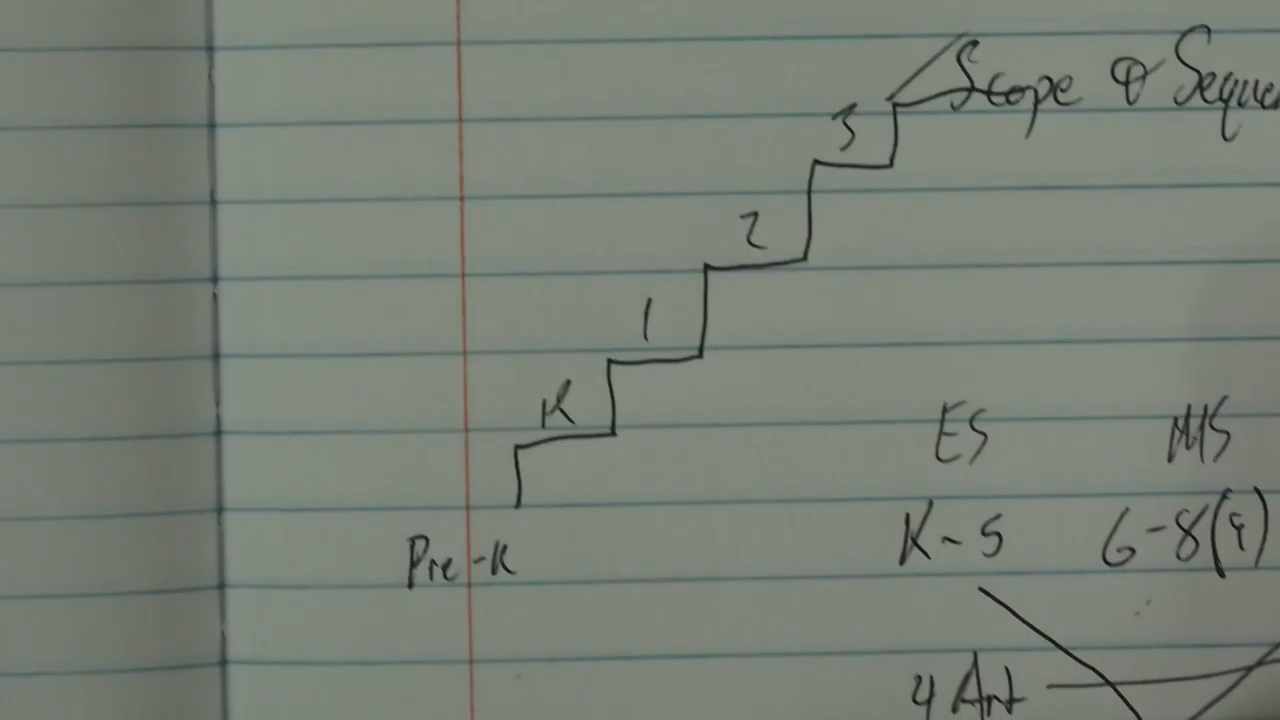 Scope & Seque
3
2
1
K
Pre-K
ES MS
K-5 6-8(9)
4 Art